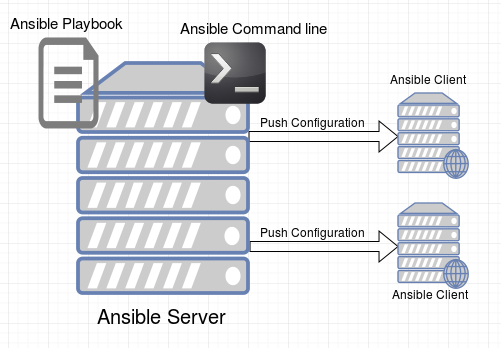 Ansible Playbook
Ansible Command line
Ansible Client
Push Configuration
Push Configuration
Ansible Client
Ansible Server